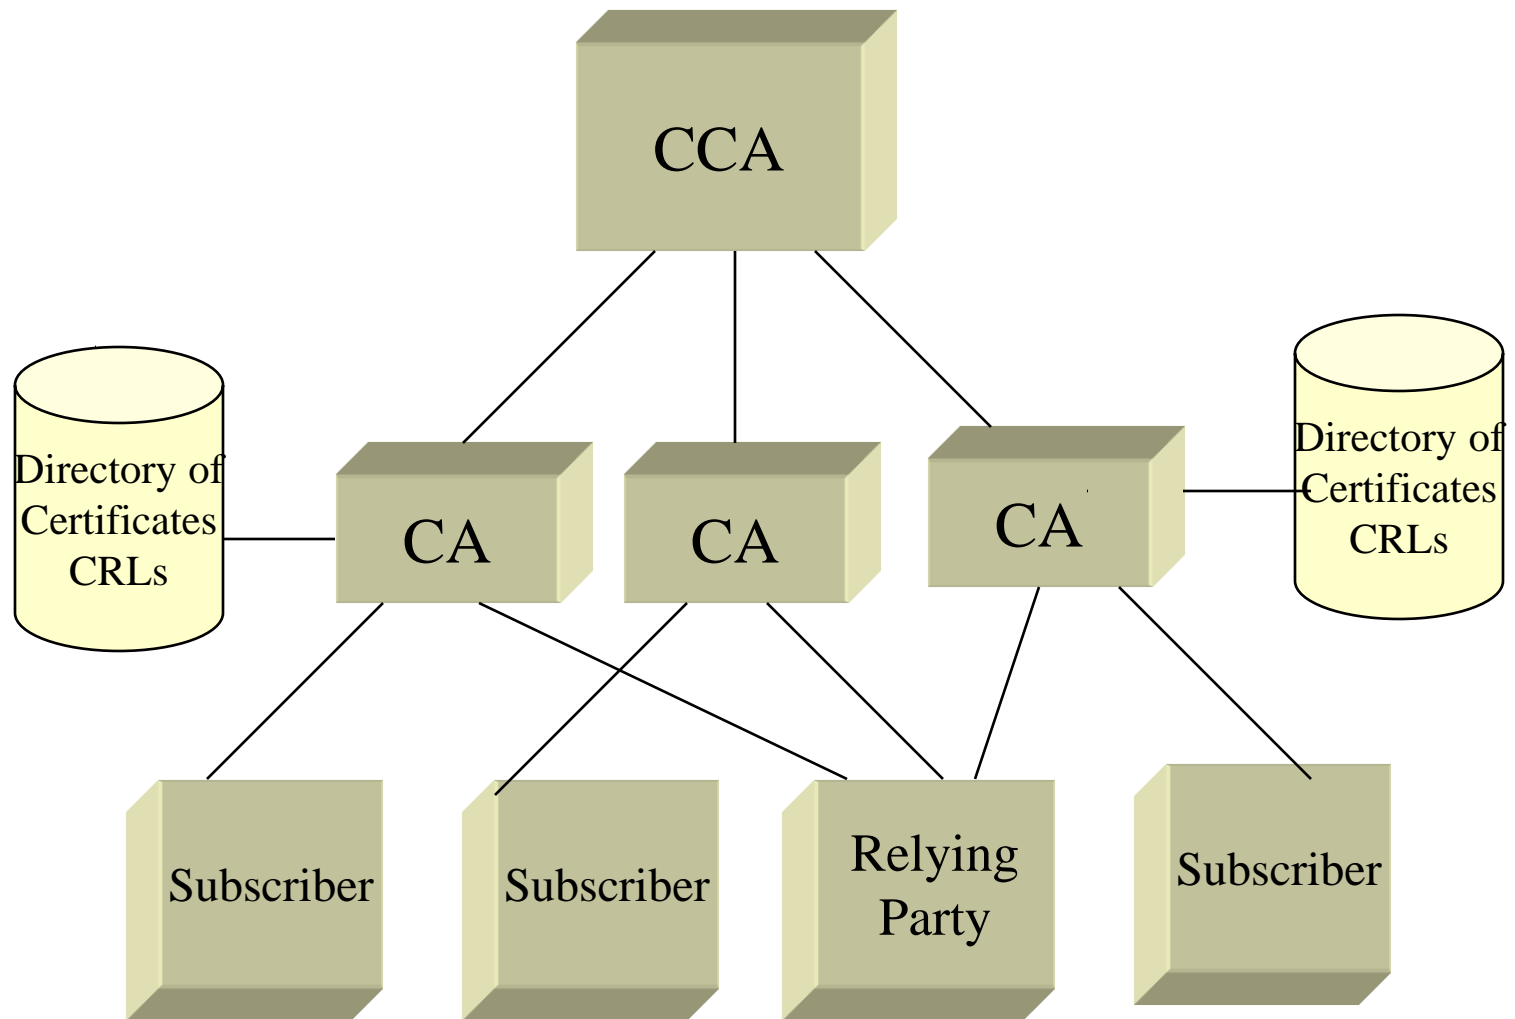 CCA
Directory of
Certificates
CRLs
CA
CA
CA
Directory of
Certificates
CRLs
Subscriber
Subscriber
Relying
Party
Subscriber